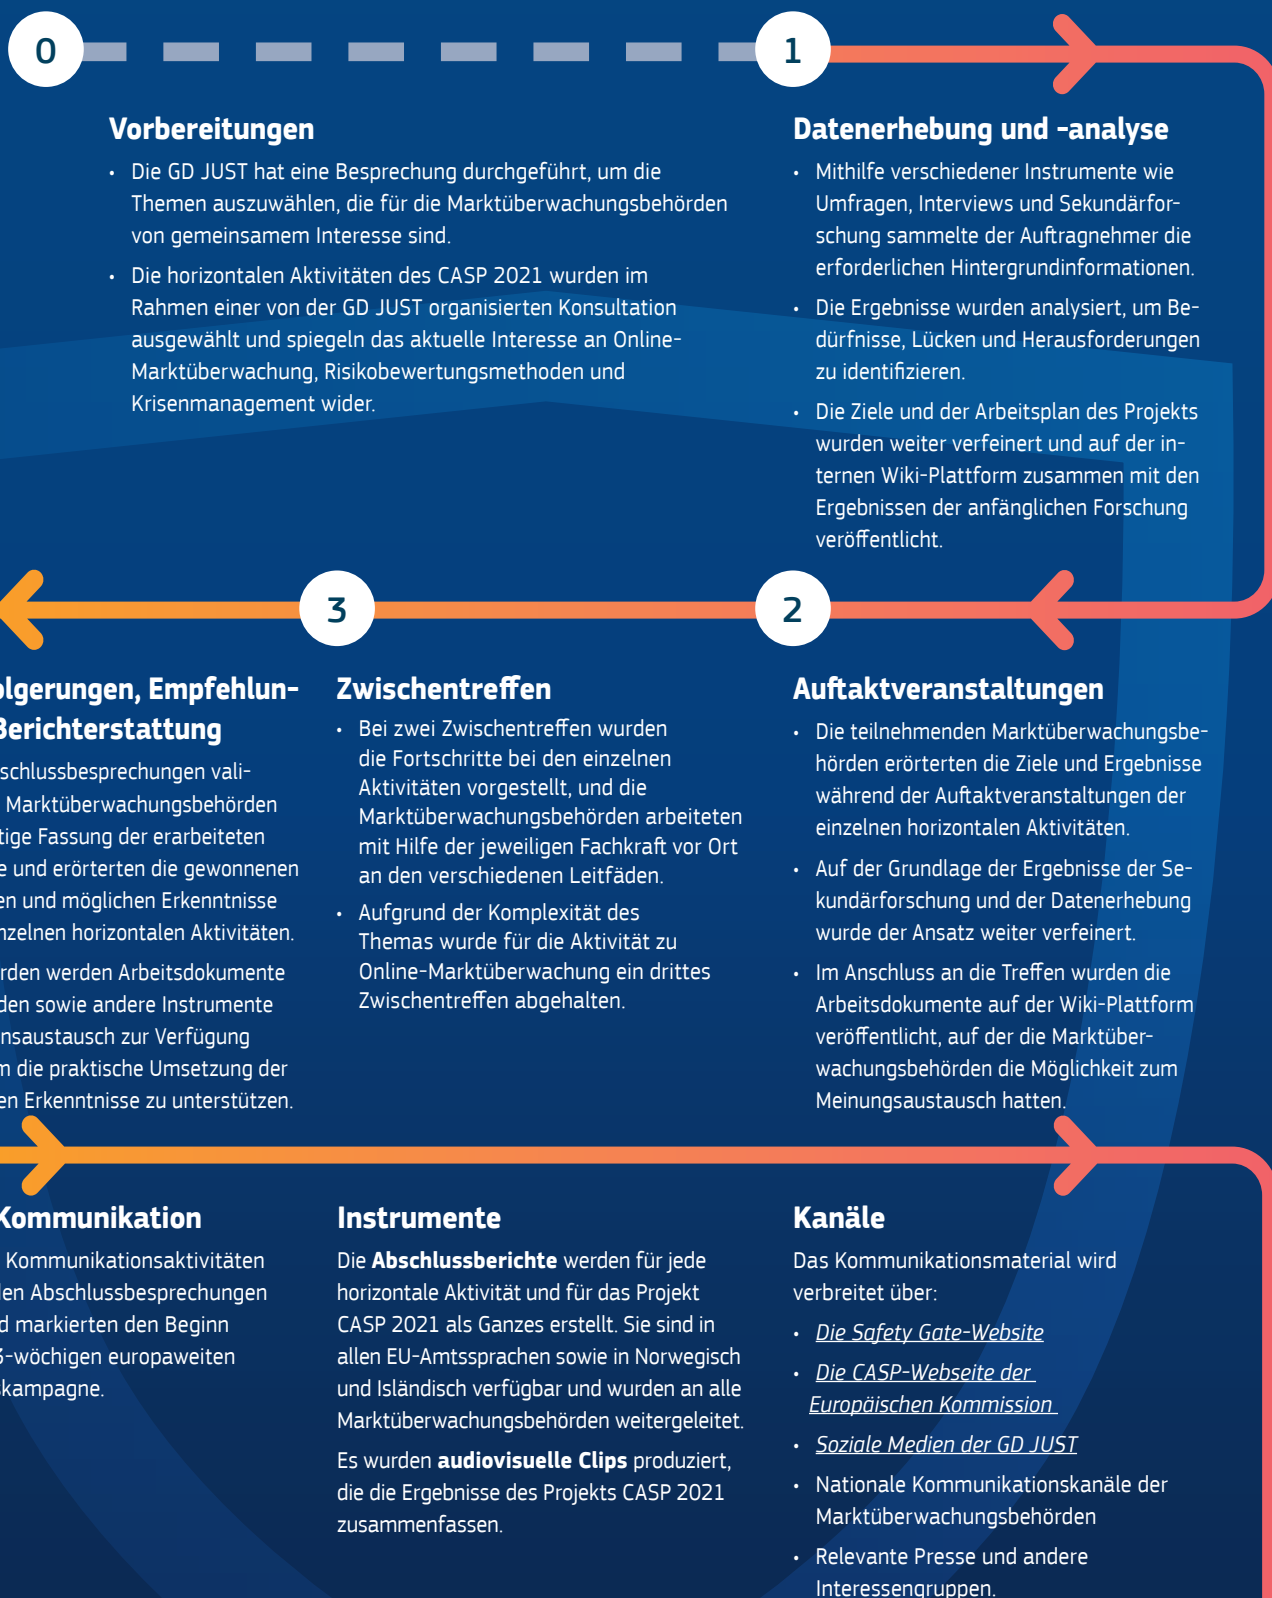 0
Vorbereitungen
• Die GD JUST hat eine Besprechung durchgeführt, um die
Themen auszuwählen, die für die Marktüberwachungsbehörden
von gemeinsamem Interesse sind.
• Die horizontalen Aktivitäten des CASP 2021 wurden im
Rahmen einer von der GD JUST organisierten Konsultation
ausgewählt und spiegeln das aktuelle Interesse an Online-
Marktüberwachung, Risikobewertungsmethoden und
Krisenmanagement wider.
1
Datenerhebung und -analyse
• Mithilfe verschiedener Instrumente wie
Umfragen, Interviews und Sekundärfor-
schung sammelte der Auftragnehmer die
erforderlichen Hintergrundinformationen.
• Die Ergebnisse wurden analysiert, um Be-
dürfnisse, Lücken und Herausforderungen
zu identifizieren.
• Die Ziele und der Arbeitsplan des Projekts
wurden weiter verfeinert und auf der in-
ternen Wiki-Plattform zusammen mit den
Ergebnissen der anfänglichen Forschung
veröffentlicht.
2
Auftaktveranstaltungen
• Die teilnehmenden Marktüberwachungsbe-
hörden erörterten die Ziele und Ergebnisse
während der Auftaktveranstaltungen der
einzelnen horizontalen Aktivitäten.
• Auf der Grundlage der Ergebnisse der Se-
kundärforschung und der Datenerhebung
wurde der Ansatz weiter verfeinert.
• Im Anschluss an die Treffen wurden die
Arbeitsdokumente auf der Wiki-Plattform
veröffentlicht, auf der die Marktüber-
wachungsbehörden die Möglichkeit zum
Meinungsaustausch hatten.
3
Zwischentreffen
• Bei zwei Zwischentreffen wurden
die Fortschritte bei den einzelnen
Aktivitäten vorgestellt, und die
Marktüberwachungsbehörden arbeiteten
mit Hilfe der jeweiligen Fachkraft vor Ort
an den verschiedenen Leitfäden.
• Aufgrund der Komplexität des
Themas wurde für die Aktivität zu
Online-Marktüberwachung ein drittes
Zwischentreffen abgehalten.
olgerungen, Empfehlun-
Berichterstattung
schlussbesprechungen vali-
Marktüberwachungsbehörden
tige Fassung der erarbeiteten
e und erörterten die gewonnenen
en und möglichen Erkenntnisse
nzelnen horizontalen Aktivitäten.
rden werden Arbeitsdokumente
den sowie andere Instrumente
nsaustausch zur Verfügung
m die praktische Umsetzung der
en Erkenntnisse zu unterstützen.
Kommunikation
Kommunikationsaktivitäten
den Abschlussbesprechungen
d markierten den Beginn
3-wöchigen europaweiten
kampagne.
Instrumente
Die Abschlussberichte werden für jede
horizontale Aktivität und für das Projekt
CASP 2021 als Ganzes erstellt. Sie sind in
allen EU-Amtssprachen sowie in Norwegisch
und Isländisch verfügbar und wurden an alle
Marktüberwachungsbehörden weitergeleitet.
Es wurden audiovisuelle Clips produziert,
die die Ergebnisse des Projekts CASP 2021
zusammenfassen.
Kanäle
Das Kommunikationsmaterial wird
verbreitet über:
• Die Safety Gate-Website
• Die CASP-Webseite der
Europäischen Kommission
• Soziale Medien der GD JUST
• Nationale Kommunikationskanäle der
Marktüberwachungsbehörden
• Relevante Presse und andere
Interessengruppen.